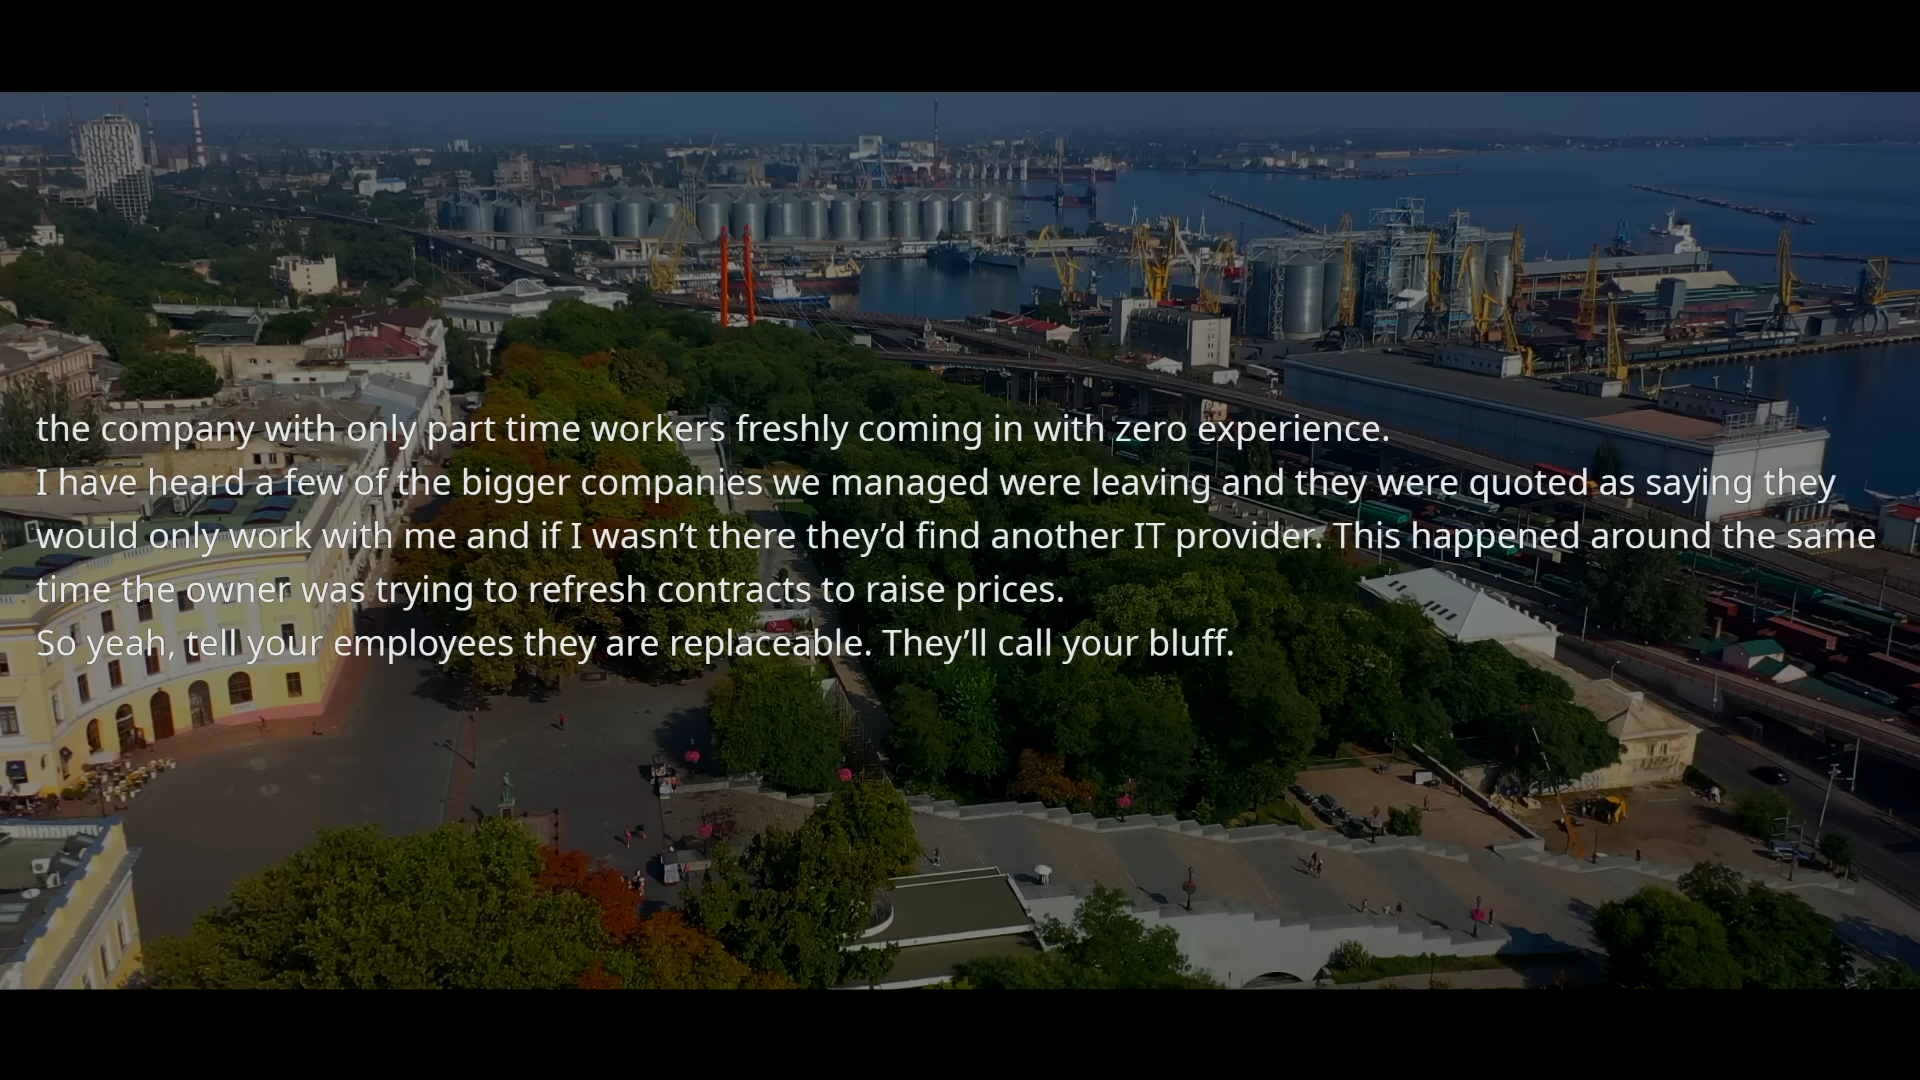 the company with only part time workers freshly coming in with zero experience.
I have heard a few of the bigger companies we managed were leaving and they were quoted as saying they
would only work with me and if I wasn’t there they’d find another IT provider. This happened around the same
time the owner was trying to refresh contracts to raise prices.
So yeah, tell your employees they are replaceable. They’ll call your bluff.